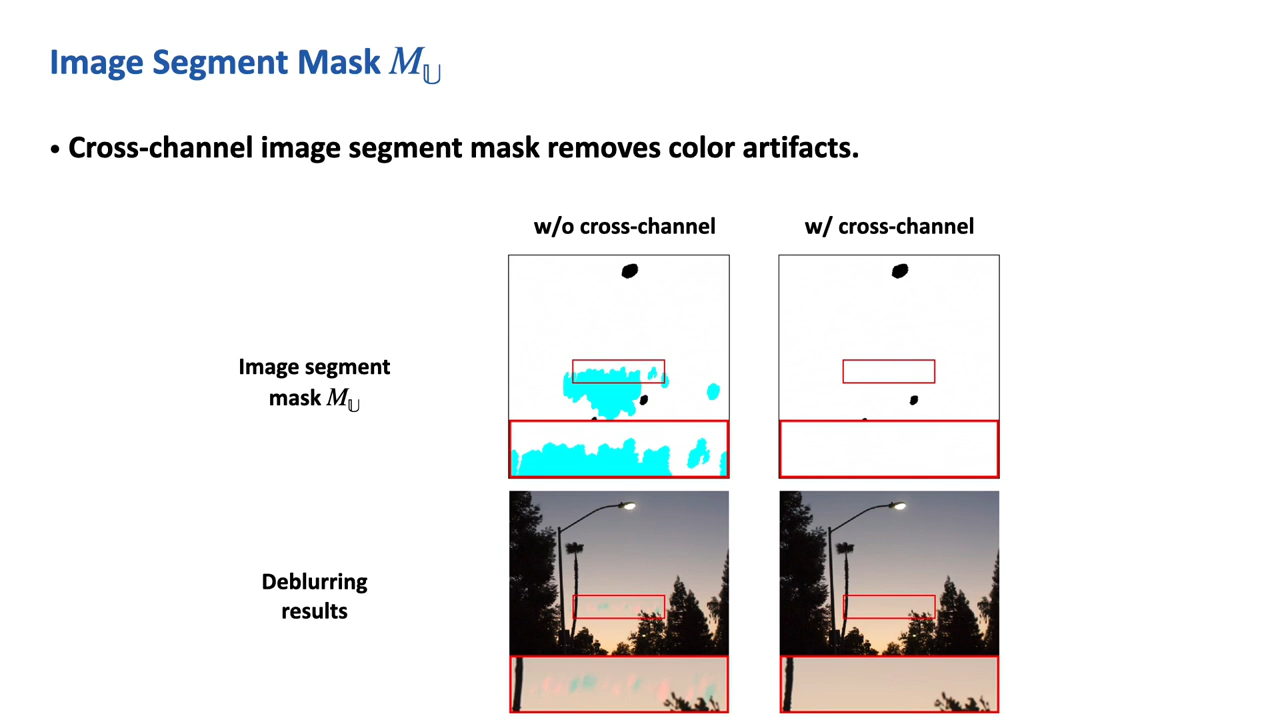 Image Segment Mask M𝕌
• Cross-channel image segment mask removes color artifacts.
w/o cross-channel
w/ cross-channel
Image segment
mask M𝕌
Deblurring
results